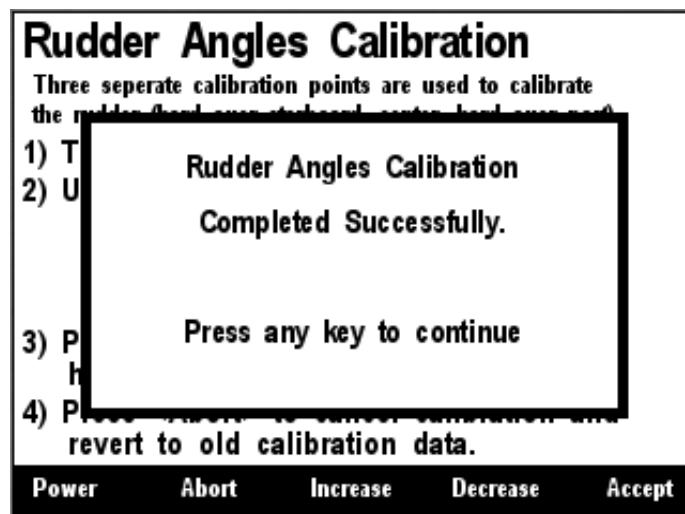 Rudder Angles Calibration
Three seperate calibration points are used to calibrate
the
1) T
2) U
Rudder Angles Calibration
Completed Successfully.
Press any key to continue
3) P
h
4) P
revert to old calibration data.
Power Abort Increase Decrease Accept